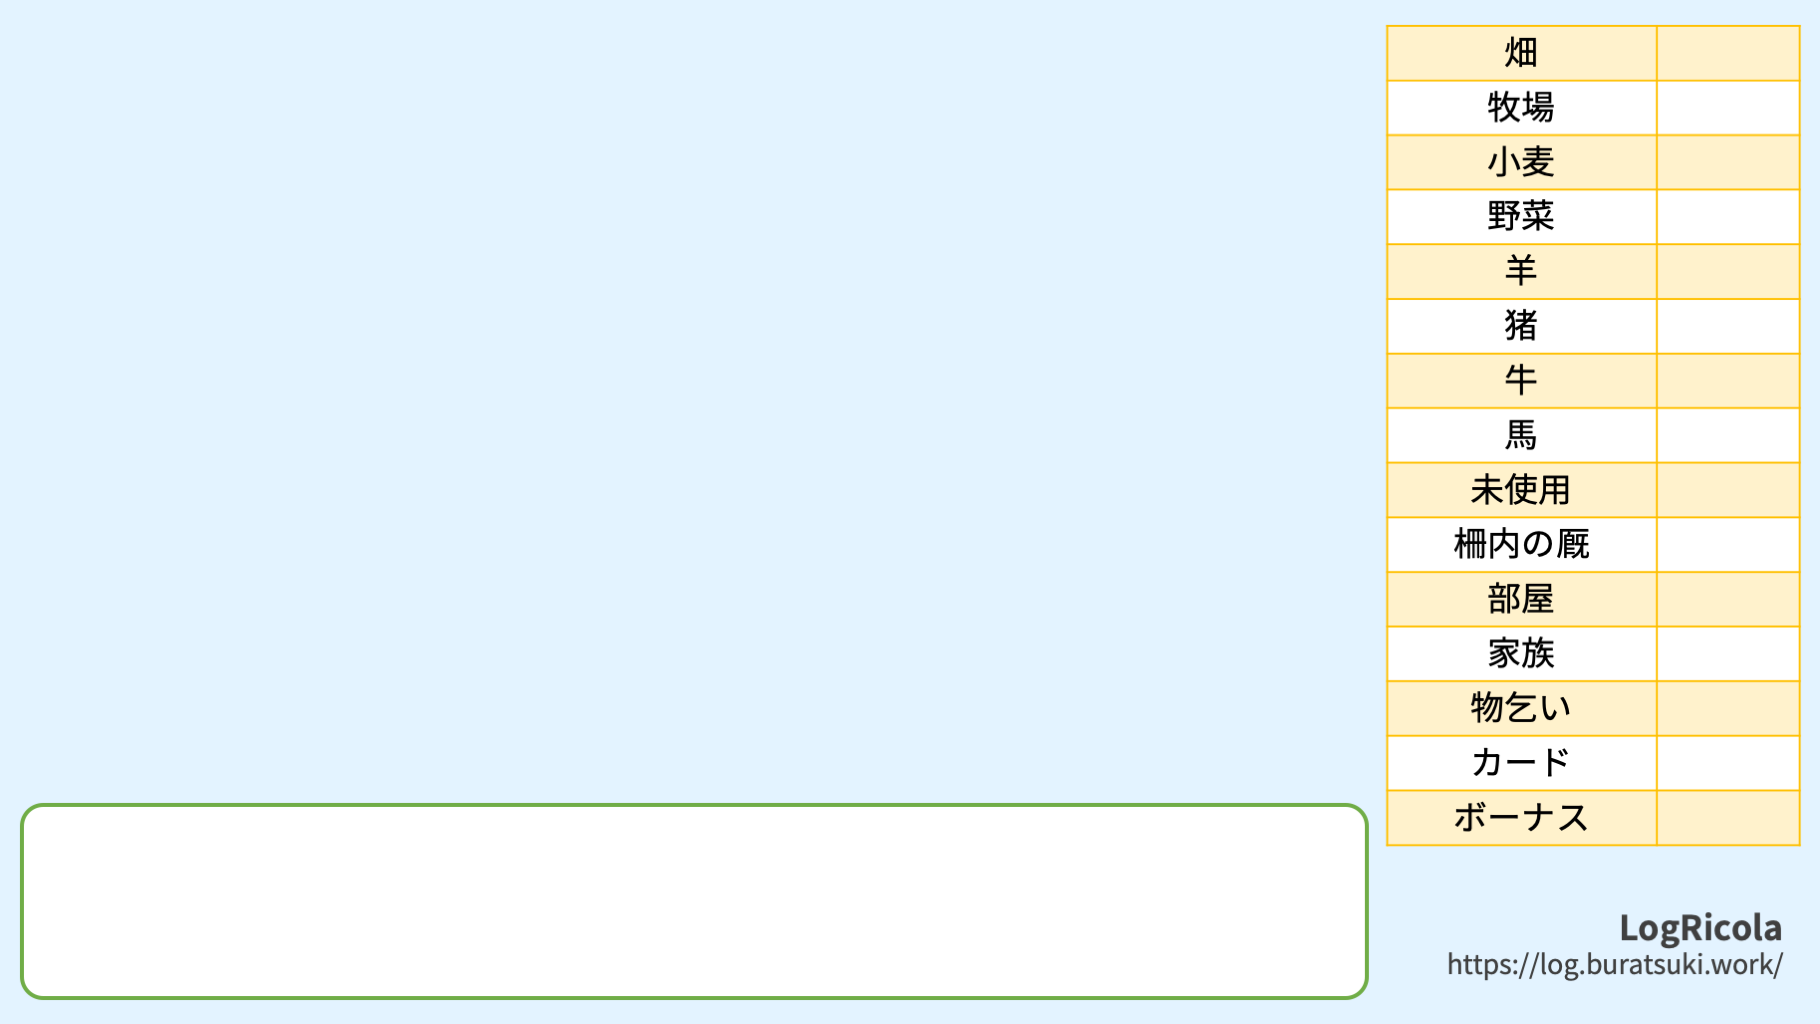 畑
牧場
小麦
野菜
羊
猪
牛
馬
未使用
柵内の厩
部屋
家族
物乞い
カード
ボーナス
LogRicola
https://log.buratsuki.work/